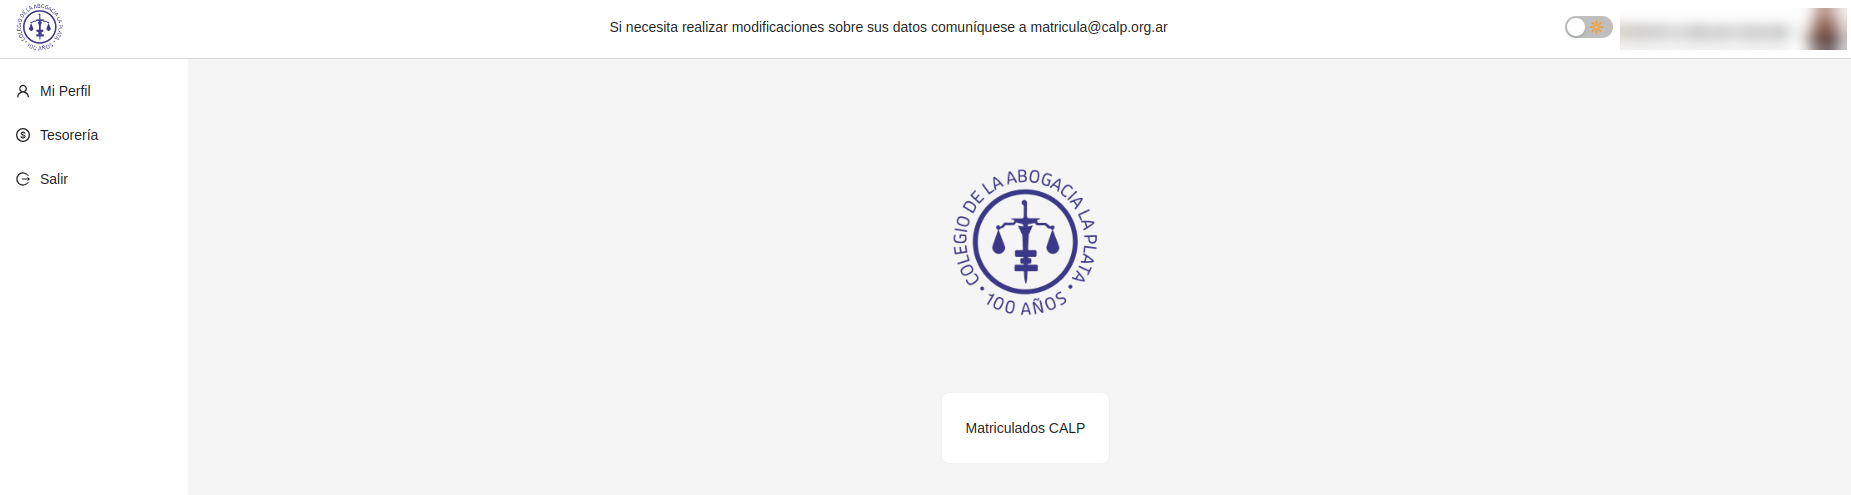 COLEGIO DE LA ABOGACIA LA PLATA • 100 AÑOS •
Si necesita realizar modificaciones sobre sus datos comuníquese a matricula@calp.org.ar
Mi Perfil
Tesorería
Salir
COLEGIO DE LA ABOGACIA LA PLATA • 100 AÑOS •
Matriculados CALP